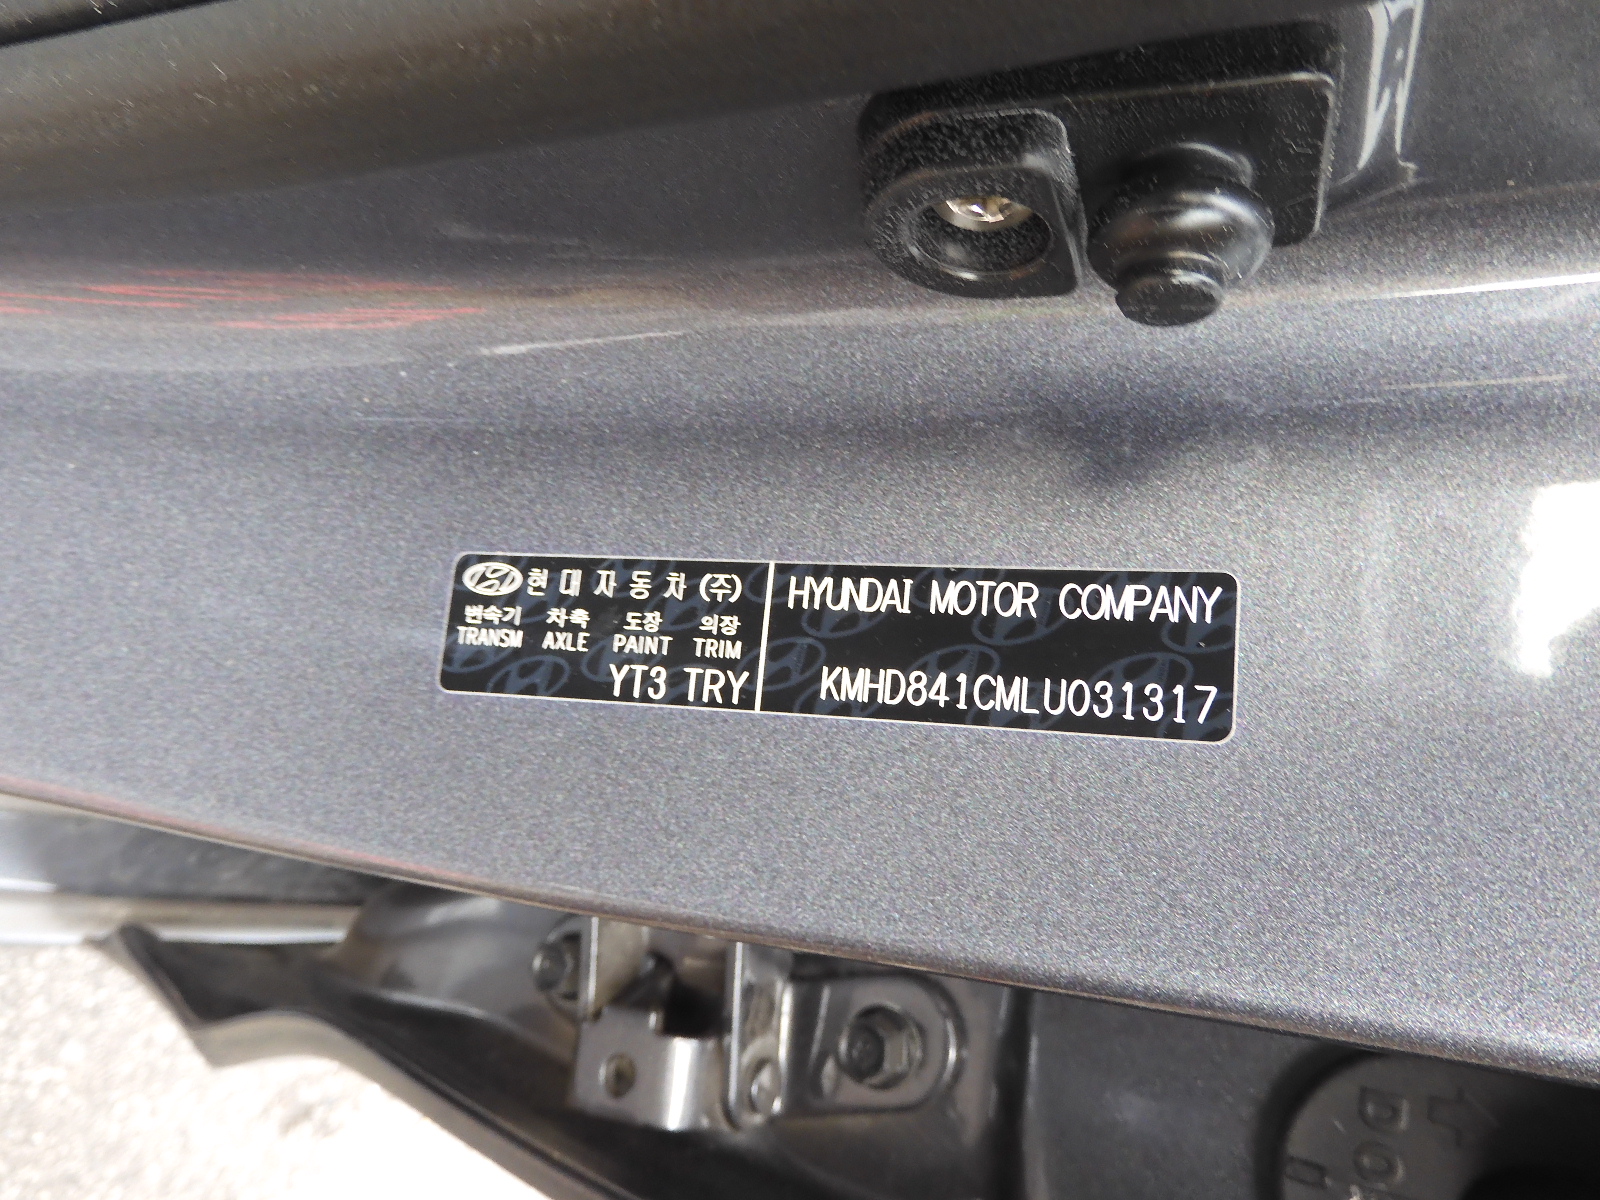 현대자동차(주)
변속기 차축 도장 의장
TRANSM AXLE PAINT TRIM
YT3 TRY
HYUNDAI MOTOR COMPANY
KMHD841CMLU031317